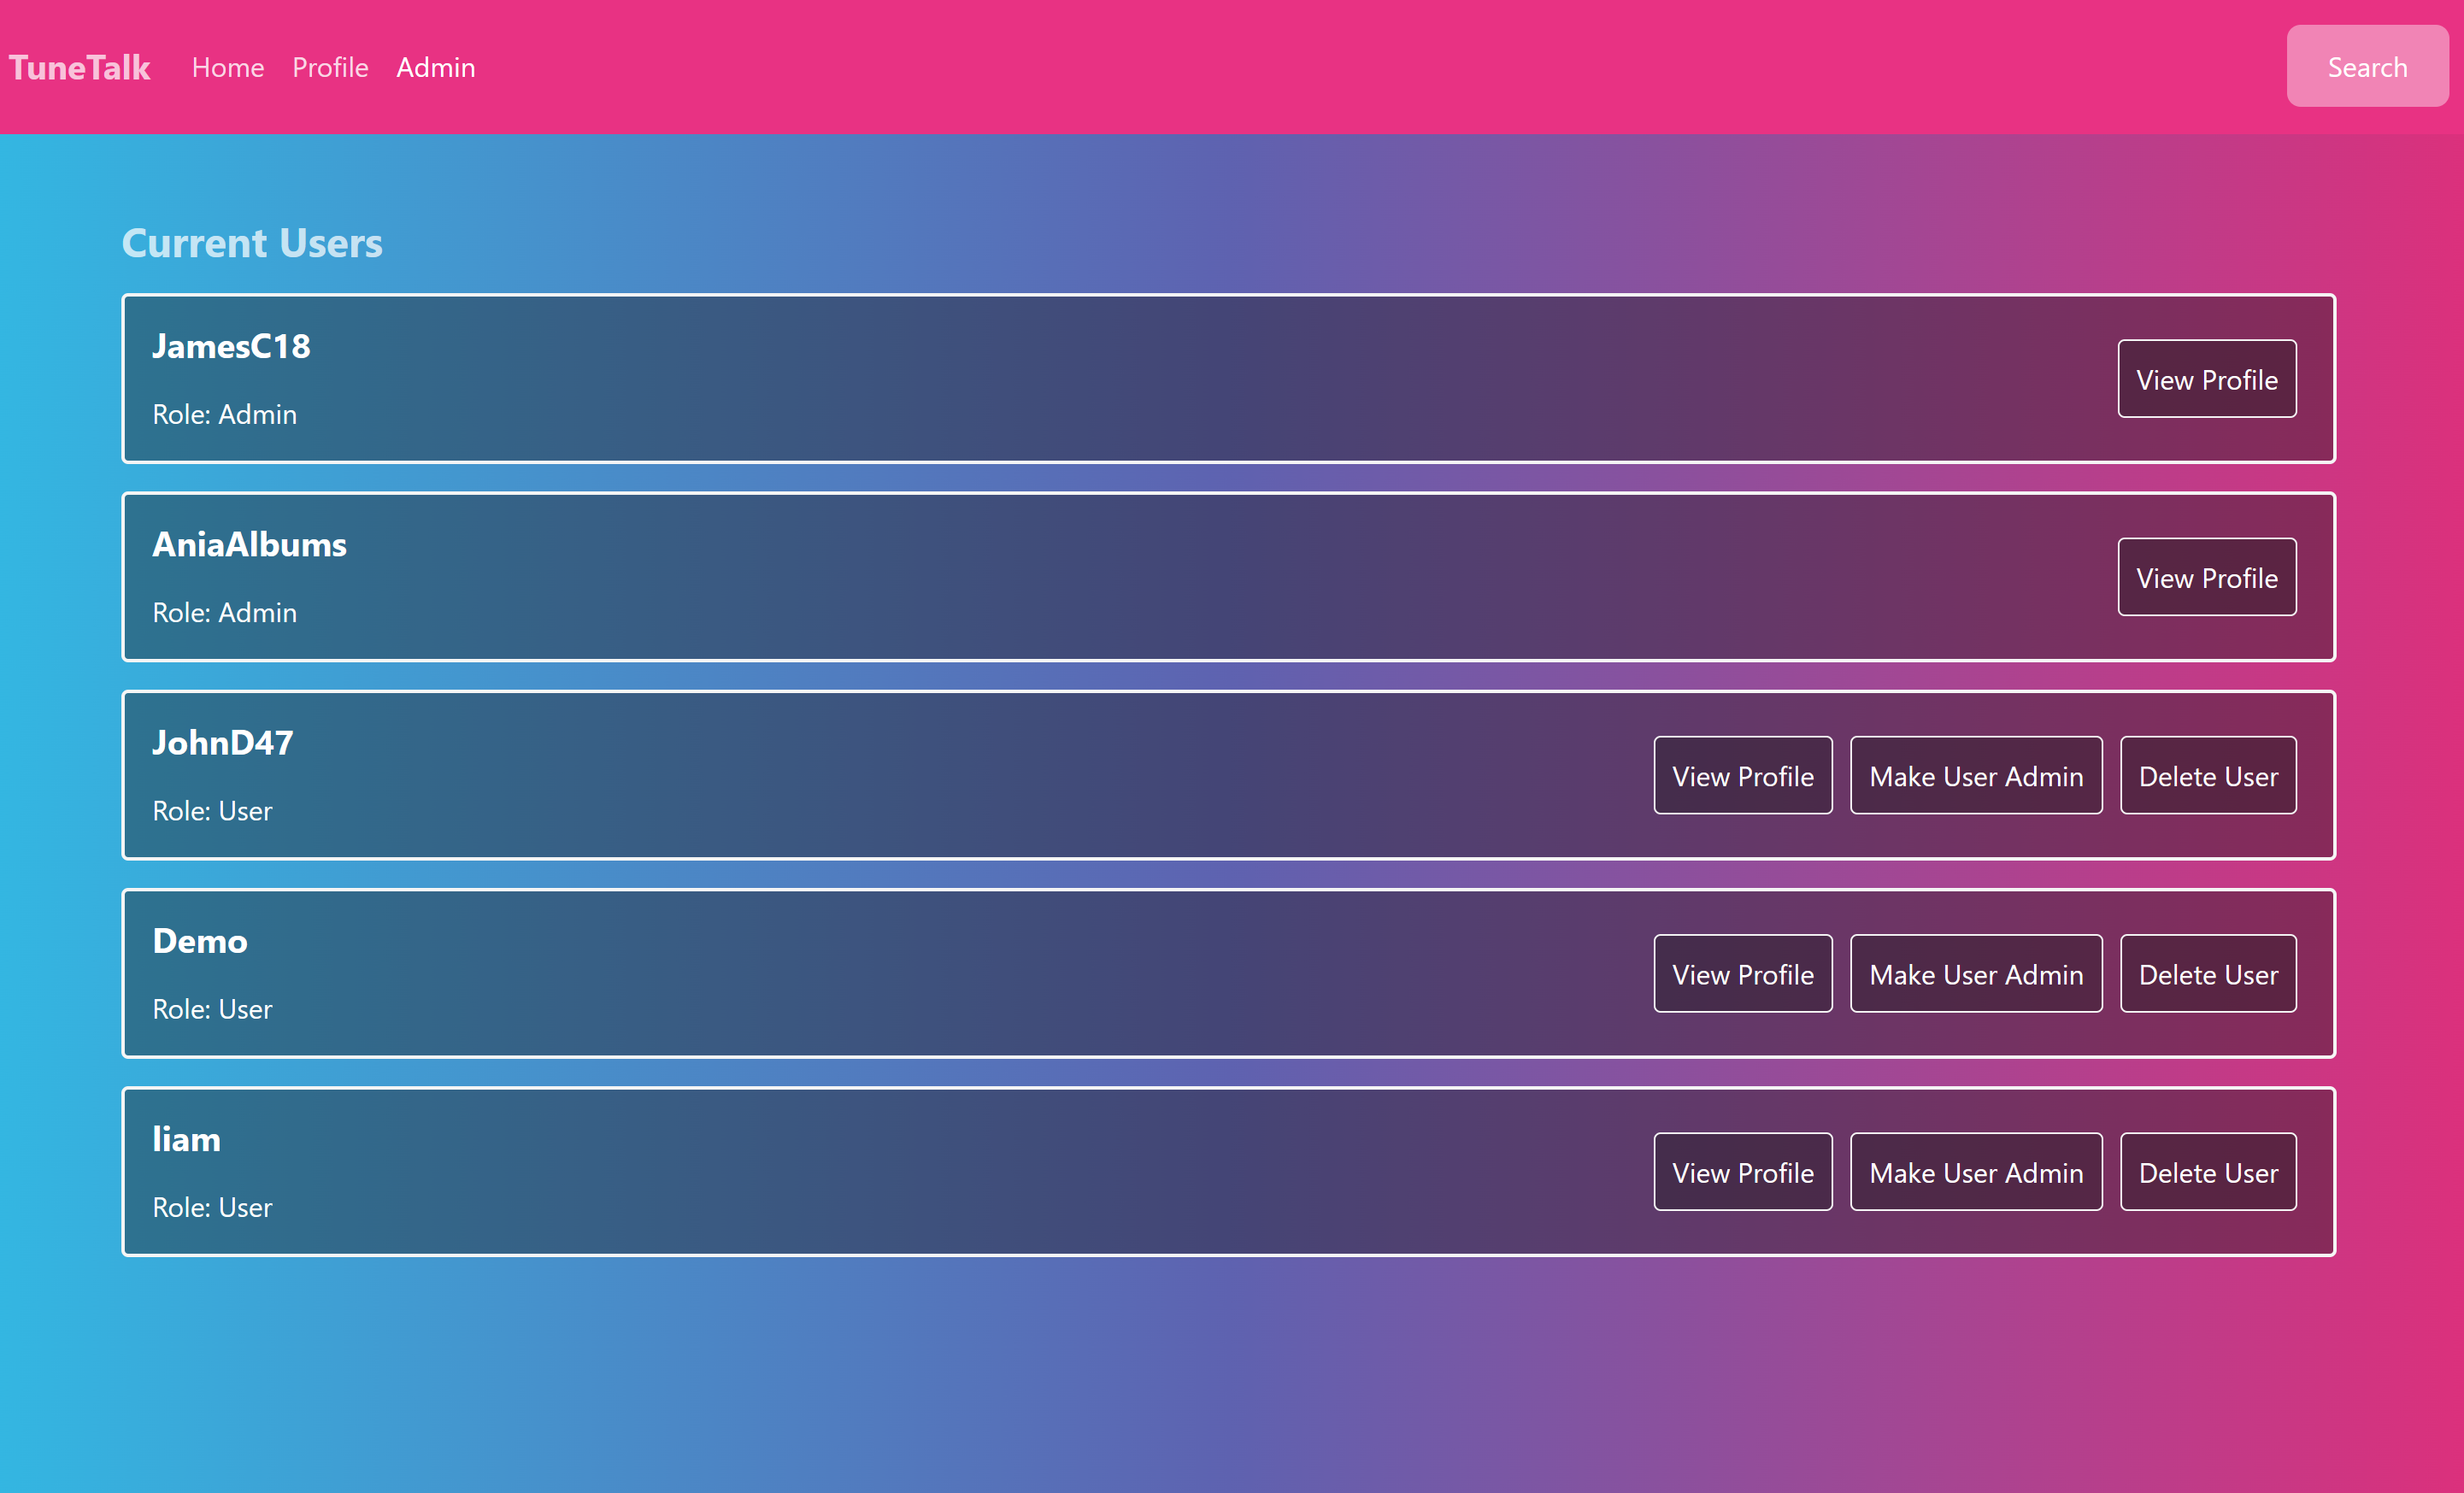 TuneTalk Home Profile Admin Search
Current Users
JamesC18
View Profile
Role: Admin
AniaAlbums
View Profile
Role: Admin
JohnD47
View Profile Make User Admin Delete User
Role: User
Demo
View Profile Make User Admin Delete User
Role: User
liam
View Profile Make User Admin Delete User
Role: User